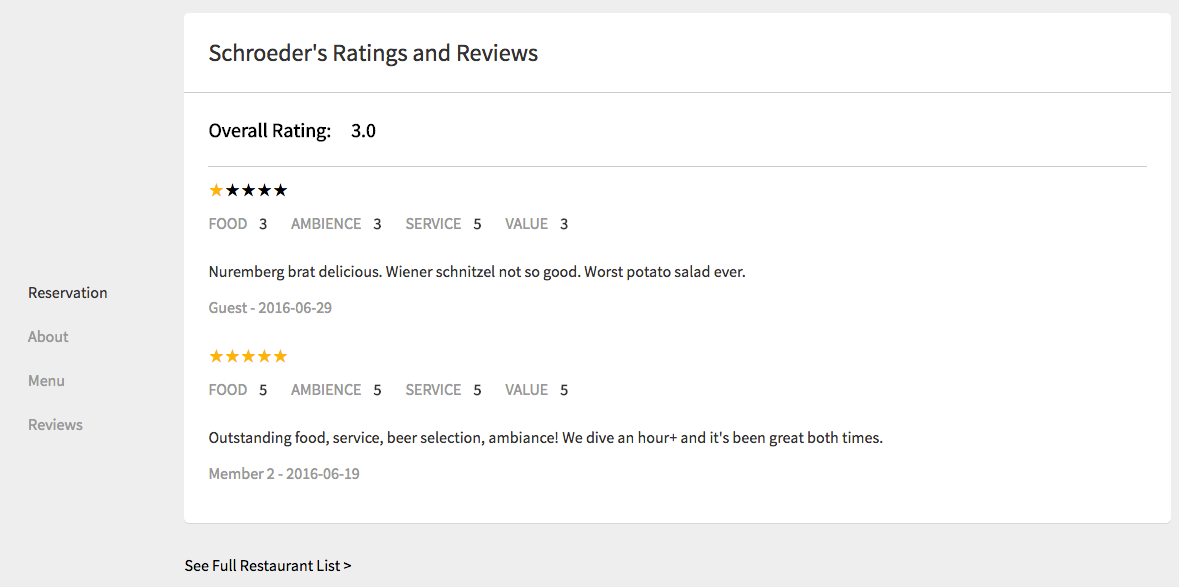 Schroeder's Ratings and Reviews
Overall Rating: 3.0
★★★★★
FOOD 3 AMBIENCE 3 SERVICE 5 VALUE 3
Nuremberg brat delicious. Wiener schnitzel not so good. Worst potato salad ever.
Guest - 2016-06-29
★★★★★
FOOD 5 AMBIENCE 5 SERVICE 5 VALUE 5
Outstanding food, service, beer selection, ambiance! We dive an hour+ and it's been great both times.
Member 2 - 2016-06-19
Reservation
About
Menu
Reviews
See Full Restaurant List >